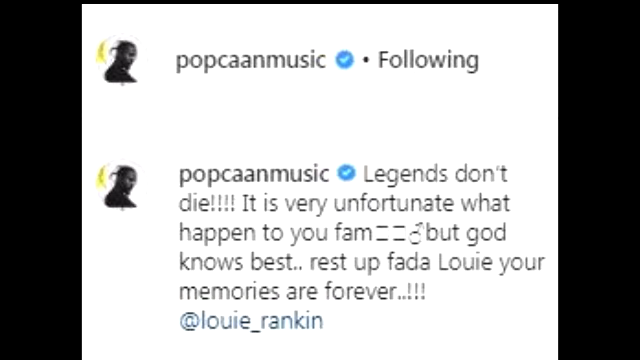 popcaanmusic • Following
popcaanmusic Legends don't
die!!!! It is very unfortunate what
happen to you fam□□♂but god
knows best.. rest up fada Louie your
memories are forever..!!!
@louie_rankin